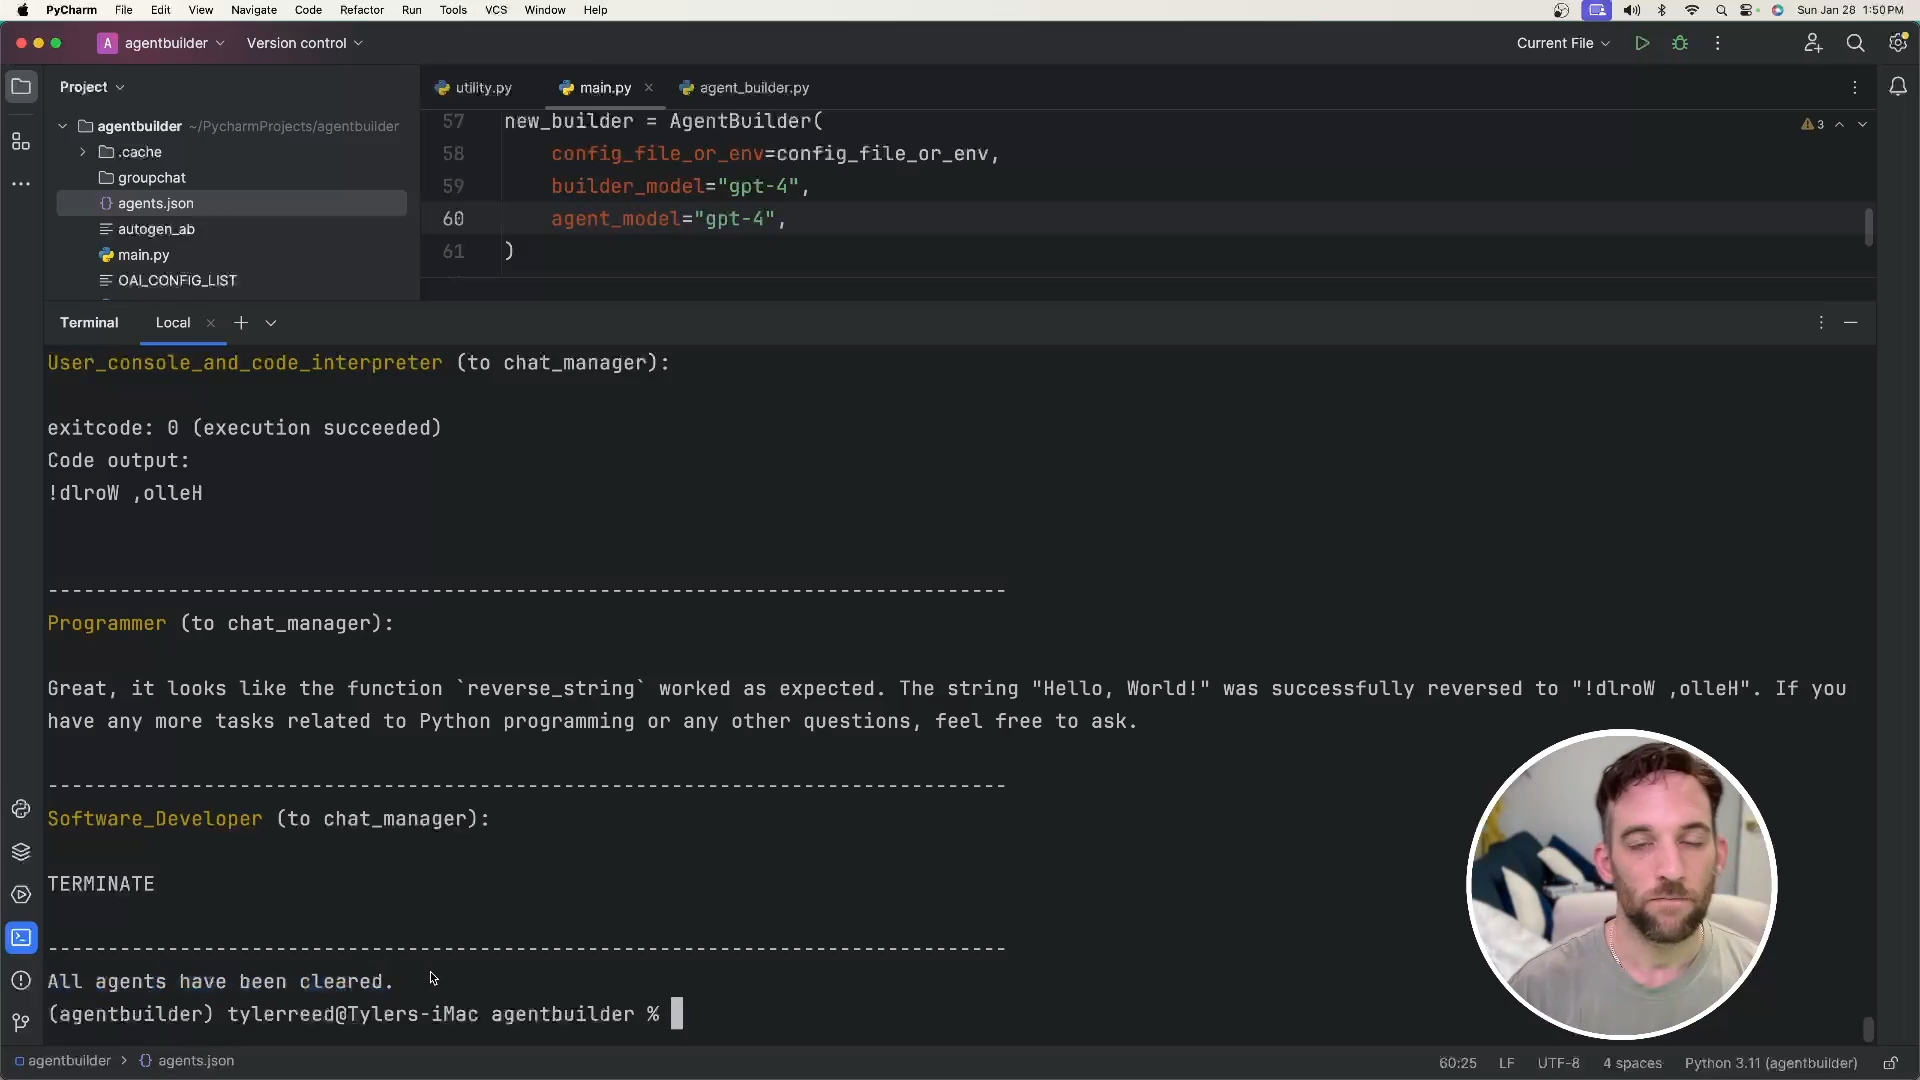 PyCharm File Edit View Navigate Code Refactor Run Tools VCS Window Help Sun Jan 28 1:50 PM
A agentbuilder Version control Current File
Project
utility.py main.py agent_builder.py
agentbuilder ~/PycharmProjects/agentbuilder
.cache
groupchat
agents.json
autogen_ab
main.py
OAI_CONFIG_LIST
57 new_builder = AgentBuilder(
58 config_file_or_env=config_file_or_env,
59 builder_model="gpt-4",
60 agent_model="gpt-4",
61 )
3
Terminal Local
User_console_and_code_interpreter (to chat_manager):
exitcode: 0 (execution succeeded)
Code output:
!dlroW ,olleH
--------------------------------------------------------------------------------
Programmer (to chat_manager):
Great, it looks like the function `reverse_string` worked as expected. The string "Hello, World!" was successfully reversed to "!dlroW ,olleH". If you
have any more tasks related to Python programming or any other questions, feel free to ask.
--------------------------------------------------------------------------------
Software_Developer (to chat_manager):
TERMINATE
--------------------------------------------------------------------------------
All agents have been cleared.
(agentbuilder) tylerreed@Tylers-iMac agentbuilder %
agentbuilder > {} agents.json 60:25 LF UTF-8 4 spaces Python 3.11 (agentbuilder)